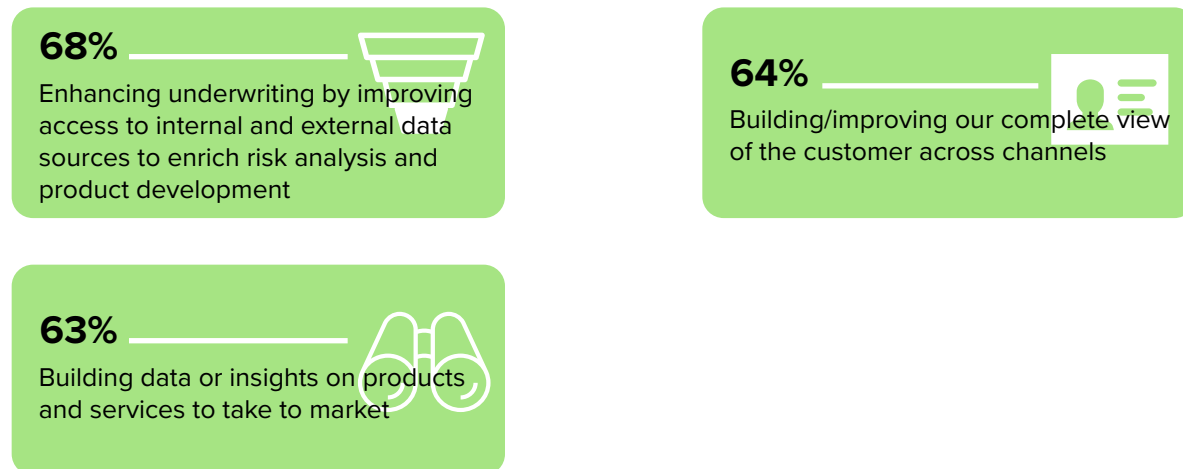 68%
Enhancing underwriting by improving
access to internal and external data
sources to enrich risk analysis and
product development
64%
Building/improving our complete view
of the customer across channels
63%
Building data or insights on products
and services to take to market